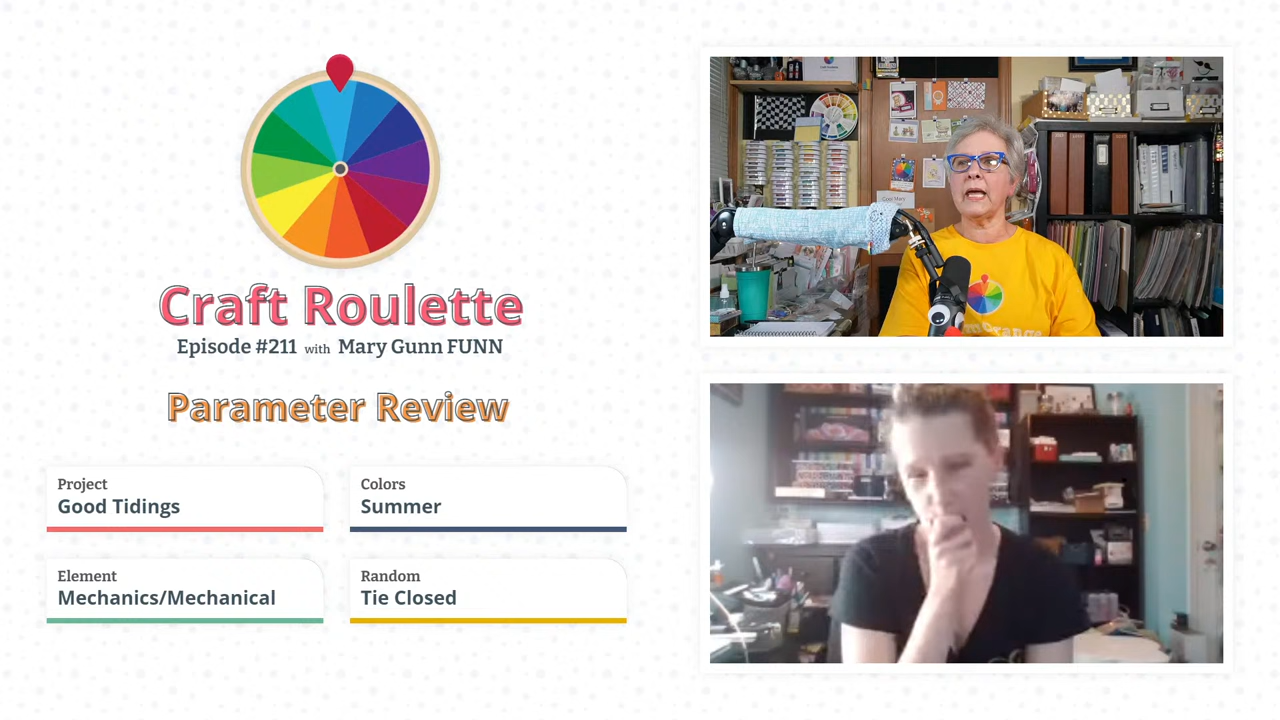 Craft Roulette
Episode #211 with Mary Gunn FUNN
Parameter Review
Project
Good Tidings
Colors
Summer
Element
Mechanics/Mechanical
Random
Tie Closed